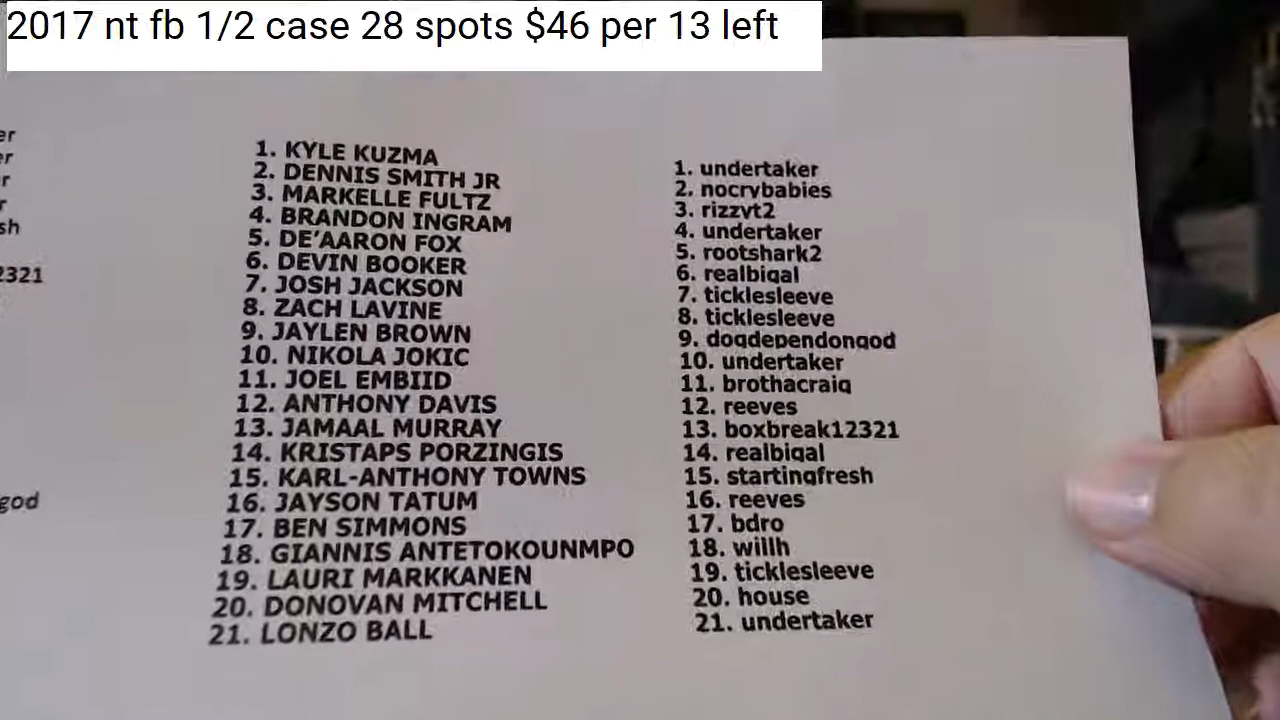 2017 nt fb 1/2 case 28 spots $46 per 13 left
er
er
r
r
sh
2321
god
1. KYLE KUZMA
2. DENNIS SMITH JR
3. MARKELLE FULTZ
4. BRANDON INGRAM
5. DE'AARON FOX
6. DEVIN BOOKER
7. JOSH JACKSON
8. ZACH LAVINE
9. JAYLEN BROWN
10. NIKOLA JOKIC
11. JOEL EMBIID
12. ANTHONY DAVIS
13. JAMAAL MURRAY
14. KRISTAPS PORZINGIS
15. KARL-ANTHONY TOWNS
16. JAYSON TATUM
17. BEN SIMMONS
18. GIANNIS ANTETOKOUNMPO
19. LAURI MARKKANEN
20. DONOVAN MITCHELL
21. LONZO BALL
1. undertaker
2. nocrybabies
3. rizzyt2
4. undertaker
5. rootshark2
6. realbigal
7. ticklesleeve
8. ticklesleeve
9. dogdependongod
10. undertaker
11. brothacraig
12. reeves
13. boxbreak12321
14. realbigal
15. startingfresh
16. reeves
17. bdro
18. willh
19. ticklesleeve
20. house
21. undertaker